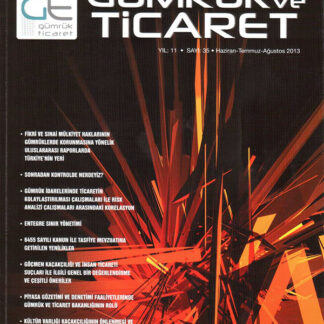 GÜMRÜK ve
TİCARET
GE
gümrük
ticaret
YIL: 11 • SAYI: 35 • Haziran-Temmuz-Ağustos 2013
• FİKRİ VE SINAİ MÜLKİYET HAKLARININ
GÜMRÜKLERDE KORUNMASINA YÖNELİK
ULUSLARARASI RAPORLARDA
TÜRKİYE'NİN YERİ
• SONRADAN KONTROLDE NERDEYİZ?
• GÜMRÜK İDARELERİNDE TİCARETİN
KOLAYLAŞTIRILMASI ÇALIŞMALARI İLE RİSK
ANALİZİ ÇALIŞMALARI ARASINDAKİ KORELASYON
• ENTEGRE SINIR YÖNETİMİ
• 6455 SAYILI KANUN İLE TASFİYE MEVZUATINA
GETİRİLEN YENİLİKLER
• GÖÇMEN KAÇAKÇILIĞI VE İNSAN TİCARETİ
SUÇLARI İLE İLGİLİ GENEL BİR DEĞERLENDİRME
VE ÇEŞİTLİ ÖNERİLER
• PİYASA GÖZETİMİ VE DENETİMİ FAALİYETLERİNDE
GÜMRÜK VE TİCARET BAKANLIĞININ ROLÜ
• KÜLTÜR VARLIĞI KAÇAKÇILIĞININ ÖNLENMESİ VE